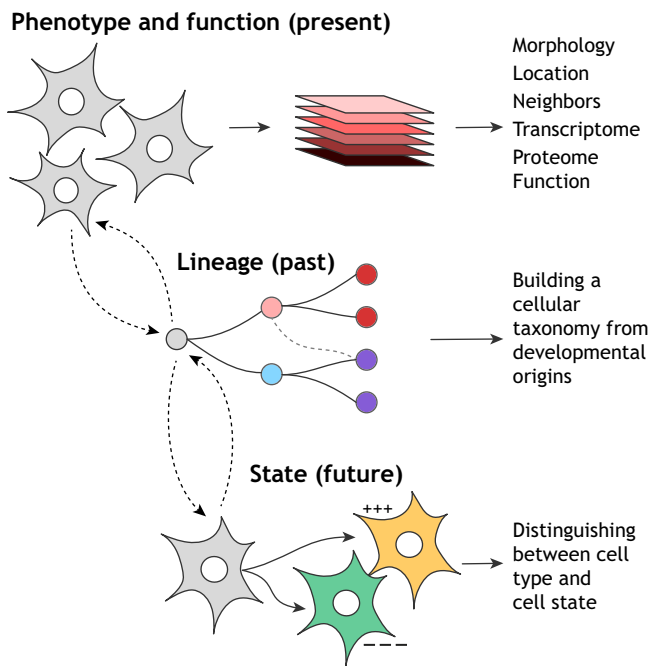 Phenotype and function (present)
Morphology
Location
Neighbors
Transcriptome
Proteome
Function
Lineage (past)
Building a
cellular
taxonomy from
developmental
origins
State (future)
+++
Distinguishing
between cell
type and
cell state
– – –